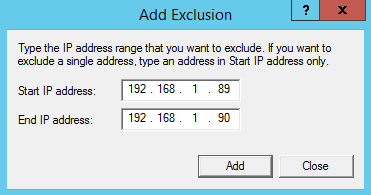 Add Exclusion
? x
Type the IP address range that you want to exclude. If you want to
exclude a single address, type an address in Start IP address only.
Start IP address: 192 . 168 . 1 . 89
End IP address: 192 . 168 . 1 . 90
Add Close